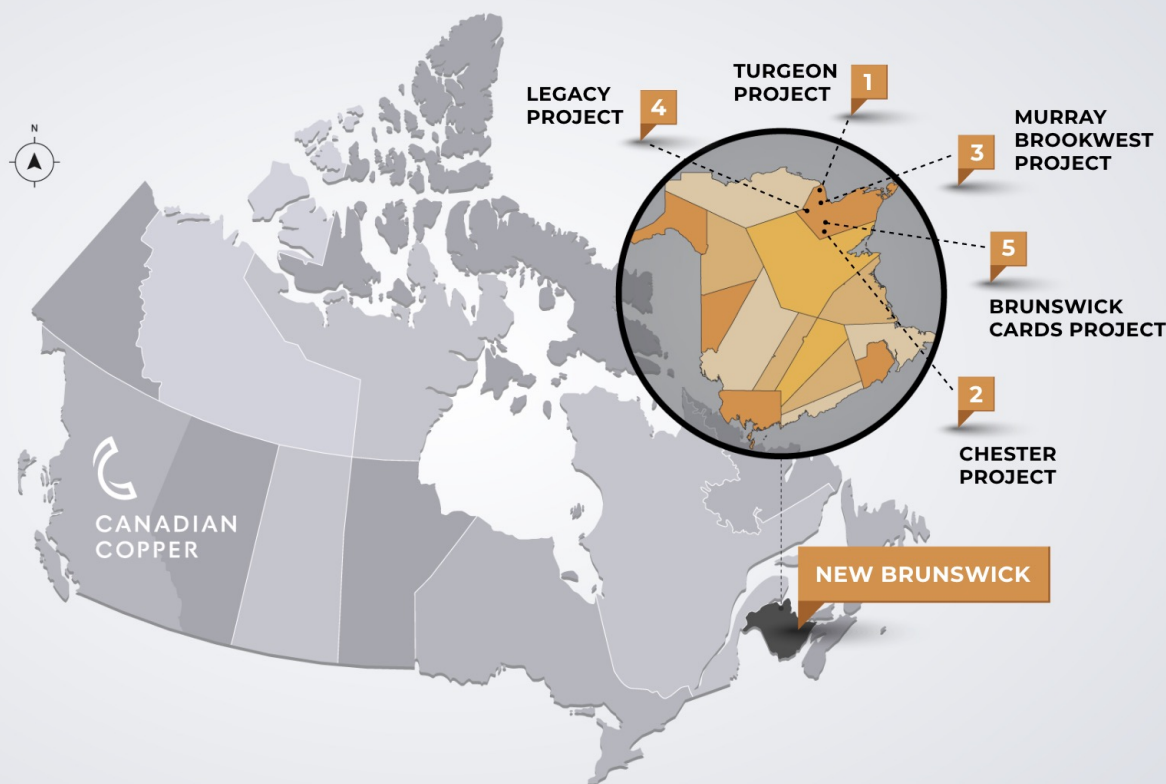 N
LEGACY
PROJECT
4
TURGEON
PROJECT
1
MURRAY
BROOKWEST
PROJECT
3
5
BRUNSWICK
CARDS PROJECT
2
CHESTER
PROJECT
CANADIAN
COPPER
NEW BRUNSWICK